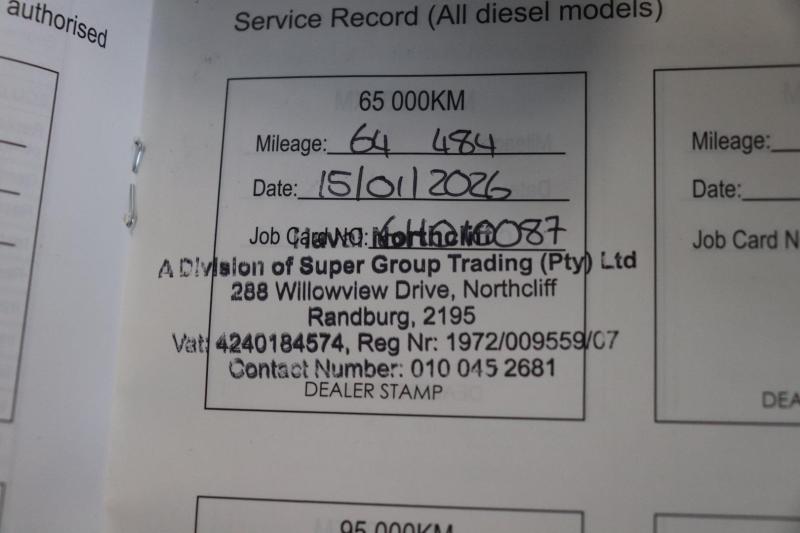 authorised
Service Record (All diesel models)
65 000KM
Mileage: 64 484
Date: 15/01/2026
Job Card NO:
Northcliff
A Division of Super Group Trading (Pty) Ltd
288 Willowview Drive, Northcliff
Randburg, 2195
Vat: 4240184574, Reg Nr: 1972/009559/07
Contact Number: 010 045 2681
DEALER STAMP
95 000KM
Mileage:
Date:
Job Card N
DEA